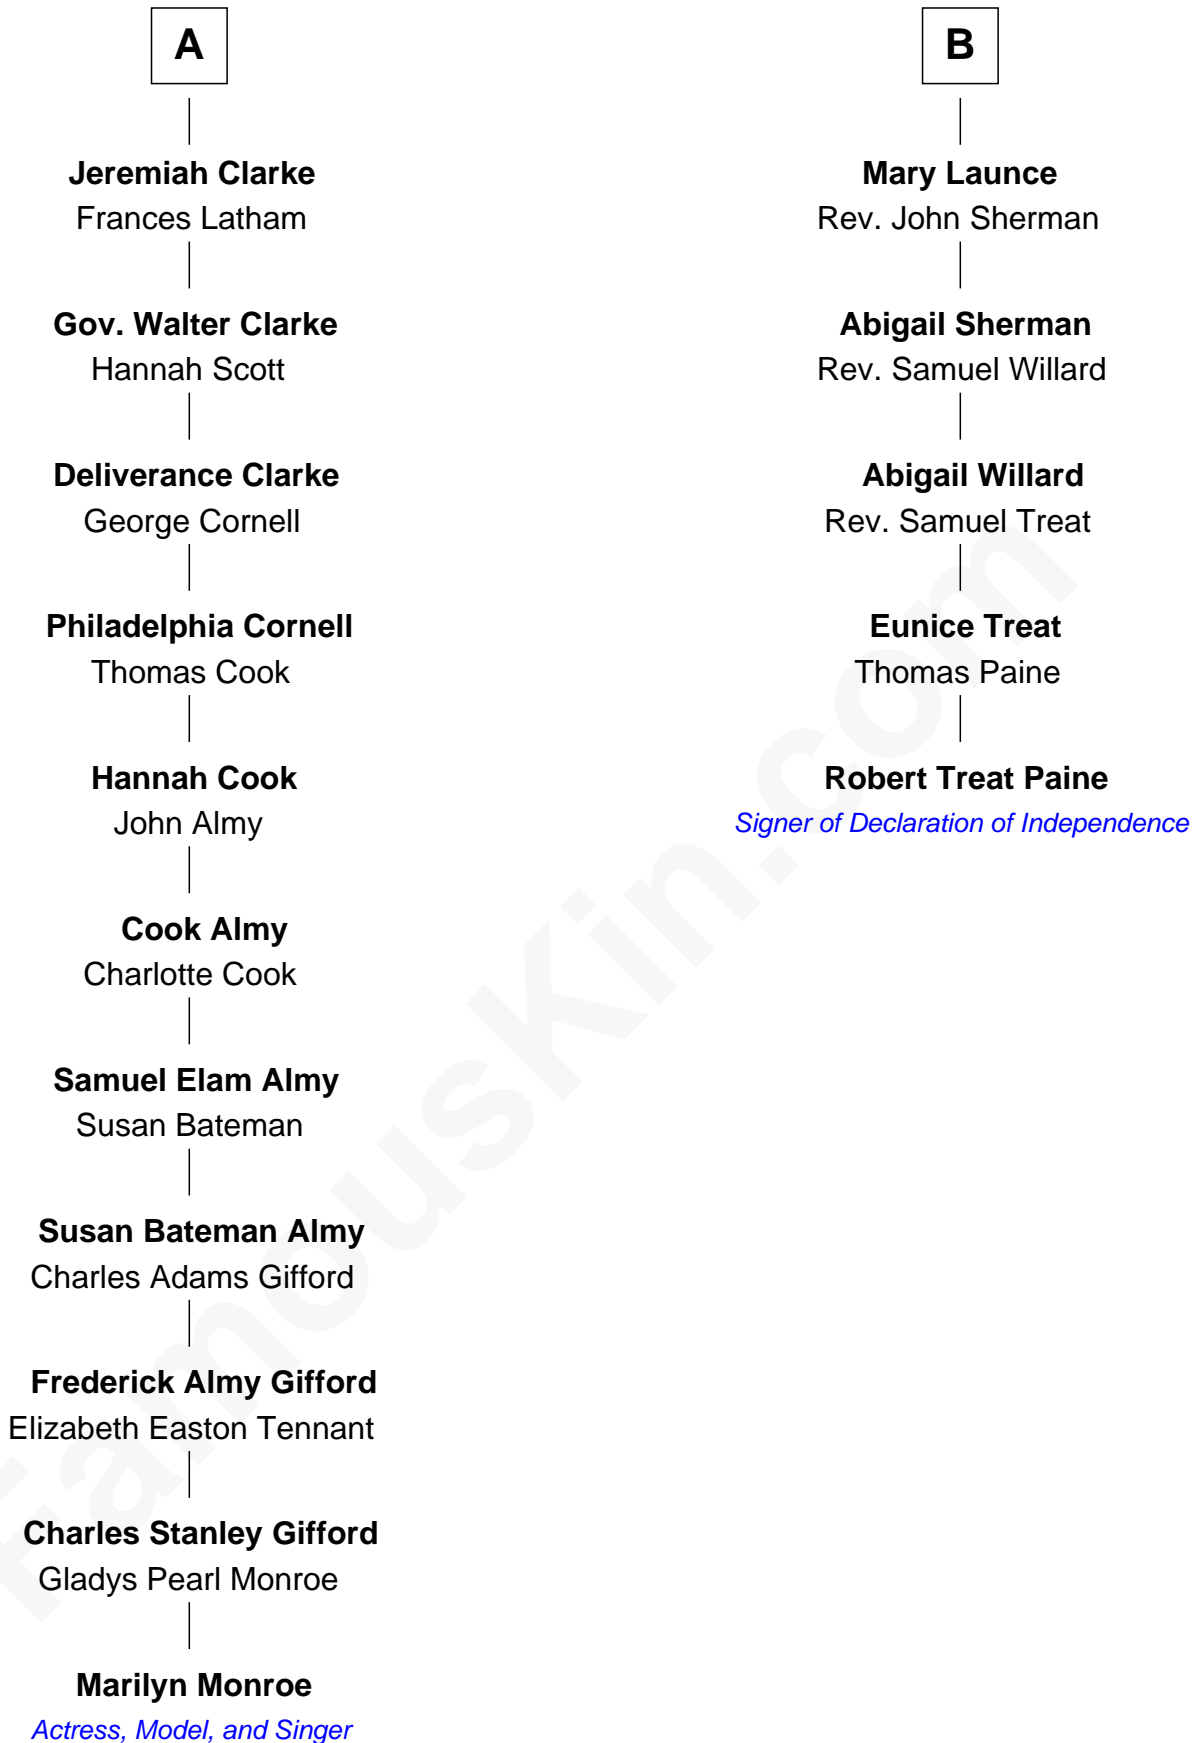 A
Jeremiah Clarke
Frances Latham
Gov. Walter Clarke
Hannah Scott
Deliverance Clarke
George Cornell
Philadelphia Cornell
Thomas Cook
Hannah Cook
John Almy
Cook Almy
Charlotte Cook
Samuel Elam Almy
Susan Bateman
Susan Bateman Almy
Charles Adams Gifford
Frederick Almy Gifford
Elizabeth Easton Tennant
Charles Stanley Gifford
Gladys Pearl Monroe
Marilyn Monroe
Actress, Model, and Singer
B
Mary Launce
Rev. John Sherman
Abigail Sherman
Rev. Samuel Willard
Abigail Willard
Rev. Samuel Treat
Eunice Treat
Thomas Paine
Robert Treat Paine
Signer of Declaration of Independence
FamousKin.com